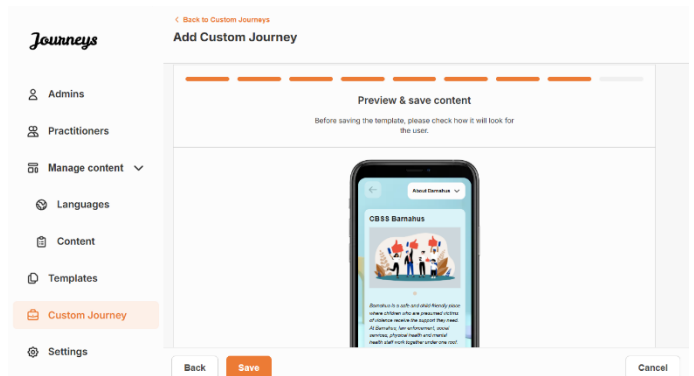 Journeys
< Back to Custom Journeys
Add Custom Journey
Admins
Practitioners
Manage content
Languages
Content
Templates
Custom Journey
Settings
Preview & save content
Before saving the template, please check how it will look for
the user.
About Barnahus
CBSS Barnahus
Barnahus is a safe and child-friendly place
where children who are presumed victims
of violence receive the support they need.
At Barnahus, law enforcement, social
services, physical health and mental
health staff work together under one roof.
Back
Save
Cancel